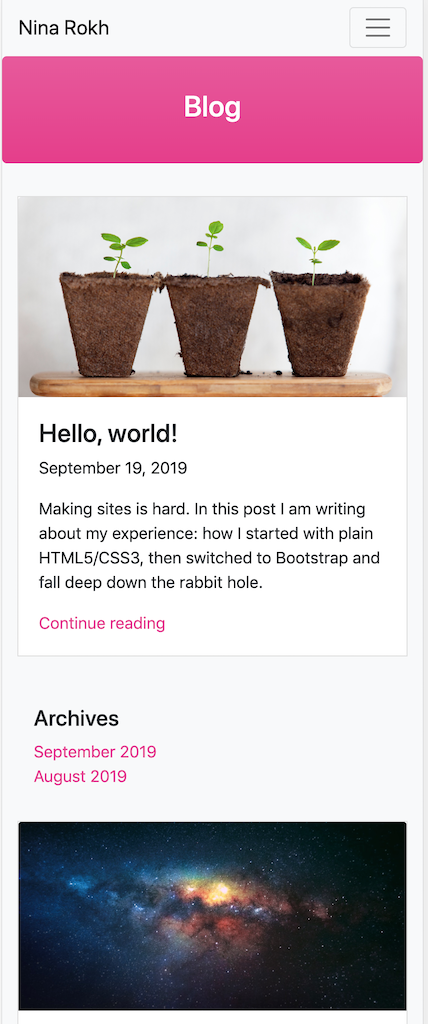 Nina Rokh
Blog
Hello, world!
September 19, 2019
Making sites is hard. In this post I am writing
about my experience: how I started with plain
HTML5/CSS3, then switched to Bootstrap and
fall deep down the rabbit hole.
Continue reading
Archives
September 2019
August 2019